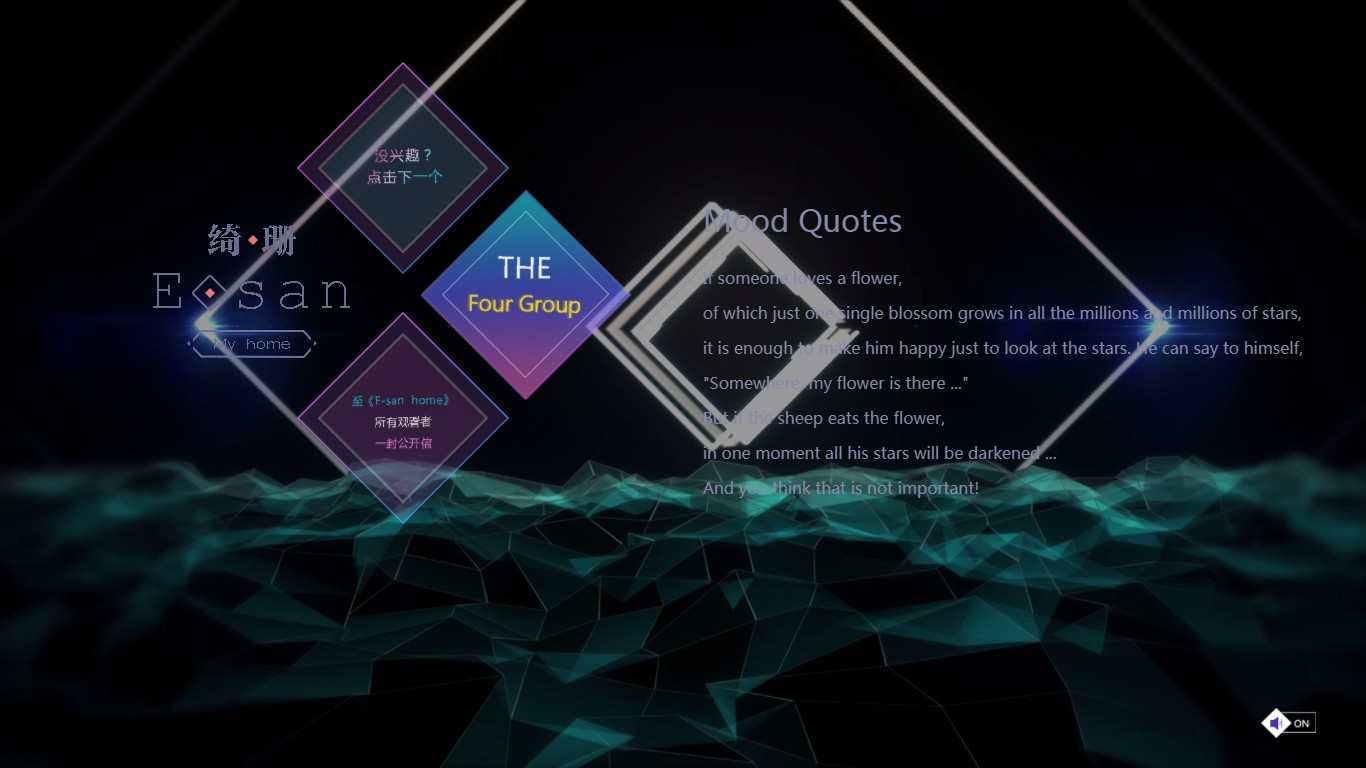 绮·珊
E san
My home
没兴趣？
点击下一个
THE
Four Group
至《E-san home》
所有观看者
一封公开信
Mood Quotes
If someone loves a flower,
of which just one single blossom grows in all the millions and millions of stars,
it is enough to make him happy just to look at the stars. He can say to himself,
"Somewhere, my flower is there ..."
But if the sheep eats the flower,
in one moment all his stars will be darkened ...
And you think that is not important!
ON